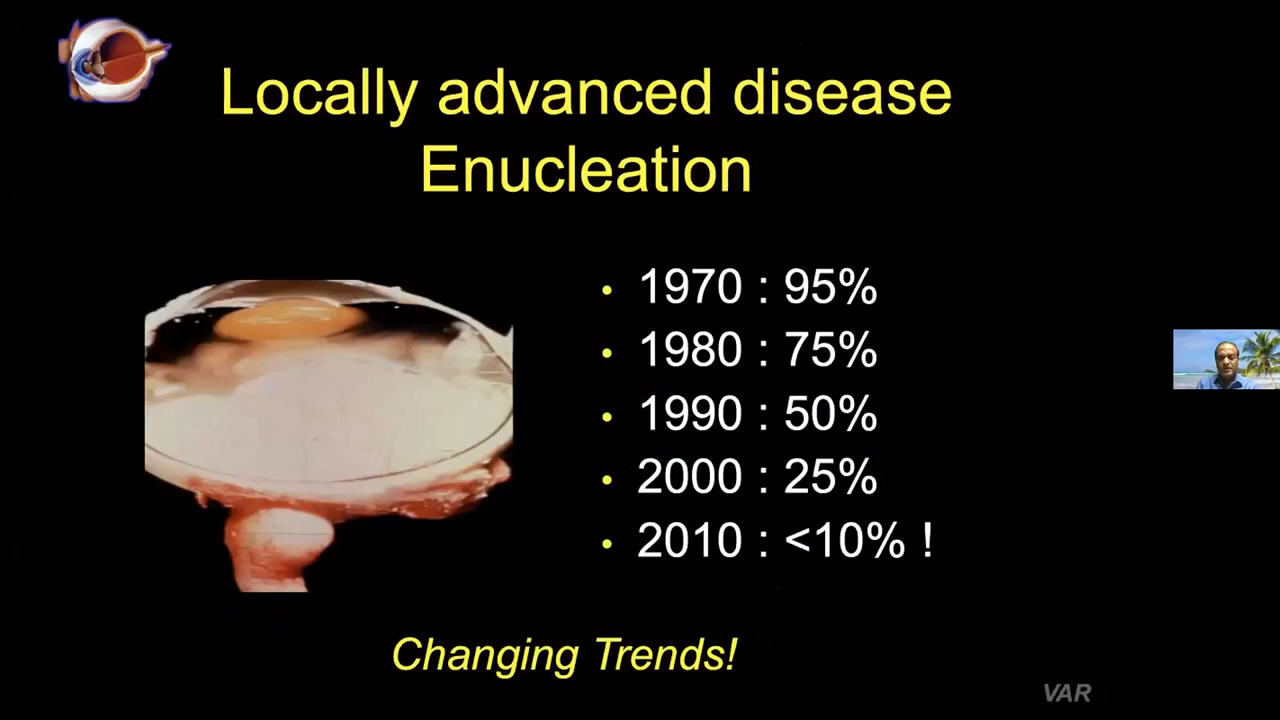 Locally advanced disease
Enucleation
• 1970 : 95%
• 1980 : 75%
• 1990 : 50%
• 2000 : 25%
• 2010 : <10% !
Changing Trends!
VAR